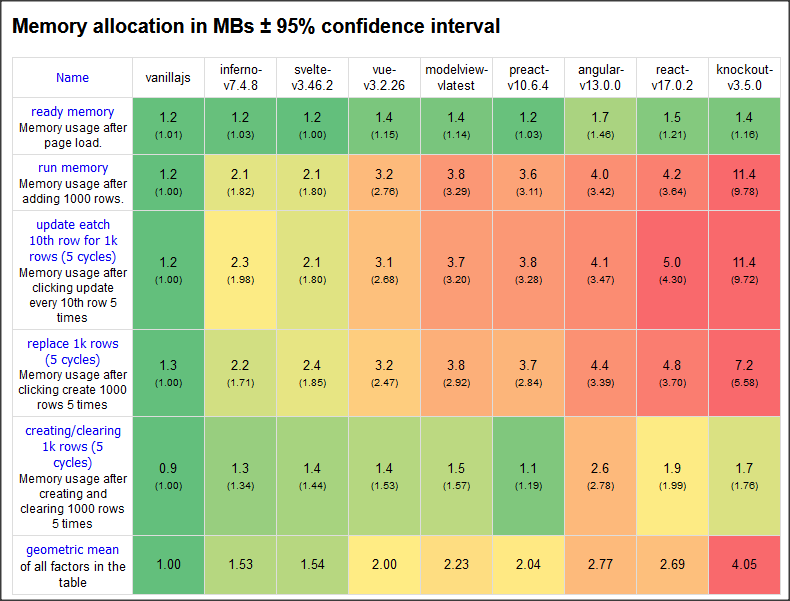 Memory allocation in MBs ± 95% confidence interval
Name vanillajs inferno-v7.4.8 svelte-v3.46.2 vue-v3.2.26 modelview-vlatest preact-v10.6.4 angular-v13.0.0 react-v17.0.2 knockout-v3.5.0
ready memory
Memory usage after
page load.
1.2 1.2 1.2 1.4 1.4 1.2 1.7 1.5 1.4
(1.01) (1.03) (1.00) (1.15) (1.14) (1.03) (1.46) (1.21) (1.16)
run memory
Memory usage after
adding 1000 rows.
1.2 2.1 2.1 3.2 3.8 3.6 4.0 4.2 11.4
(1.00) (1.82) (1.80) (2.76) (3.29) (3.11) (3.42) (3.64) (9.78)
update eatch
10th row for 1k
rows (5 cycles)
Memory usage after
clicking update
every 10th row 5
times
1.2 2.3 2.1 3.1 3.7 3.8 4.1 5.0 11.4
(1.00) (1.98) (1.80) (2.68) (3.20) (3.28) (3.47) (4.30) (9.72)
replace 1k rows
(5 cycles)
Memory usage after
clicking create 1000
rows 5 times
1.3 2.2 2.4 3.2 3.8 3.7 4.4 4.8 7.2
(1.00) (1.71) (1.85) (2.47) (2.92) (2.84) (3.39) (3.70) (5.58)
creating/clearing
1k rows (5
cycles)
Memory usage after
creating and
clearing 1000 rows
5 times
0.9 1.3 1.4 1.4 1.5 1.1 2.6 1.9 1.7
(1.00) (1.34) (1.44) (1.53) (1.57) (1.19) (2.78) (1.99) (1.76)
geometric mean
of all factors in the
table
1.00 1.53 1.54 2.00 2.23 2.04 2.77 2.69 4.05